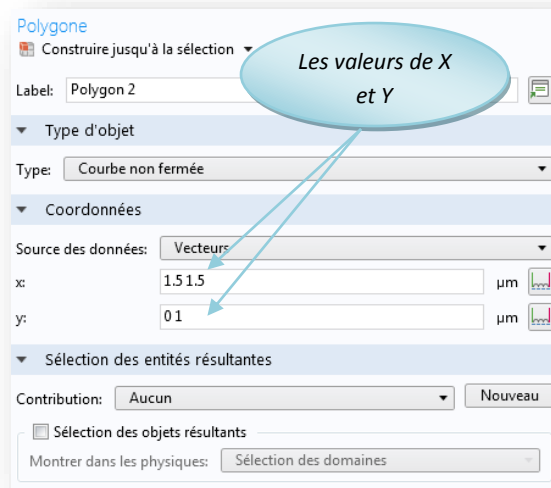 Polygone
Construire jusqu'à la sélection
Les valeurs de X
et Y
Label: Polygon 2
Type d'objet
Type: Courbe non fermée
Coordonnées
Source des données: Vecteurs
x: 1.5 1.5 µm
y: 0 1 µm
Sélection des entités résultantes
Contribution: Aucun Nouveau
Sélection des objets résultants
Montrer dans les physiques: Sélection des domaines